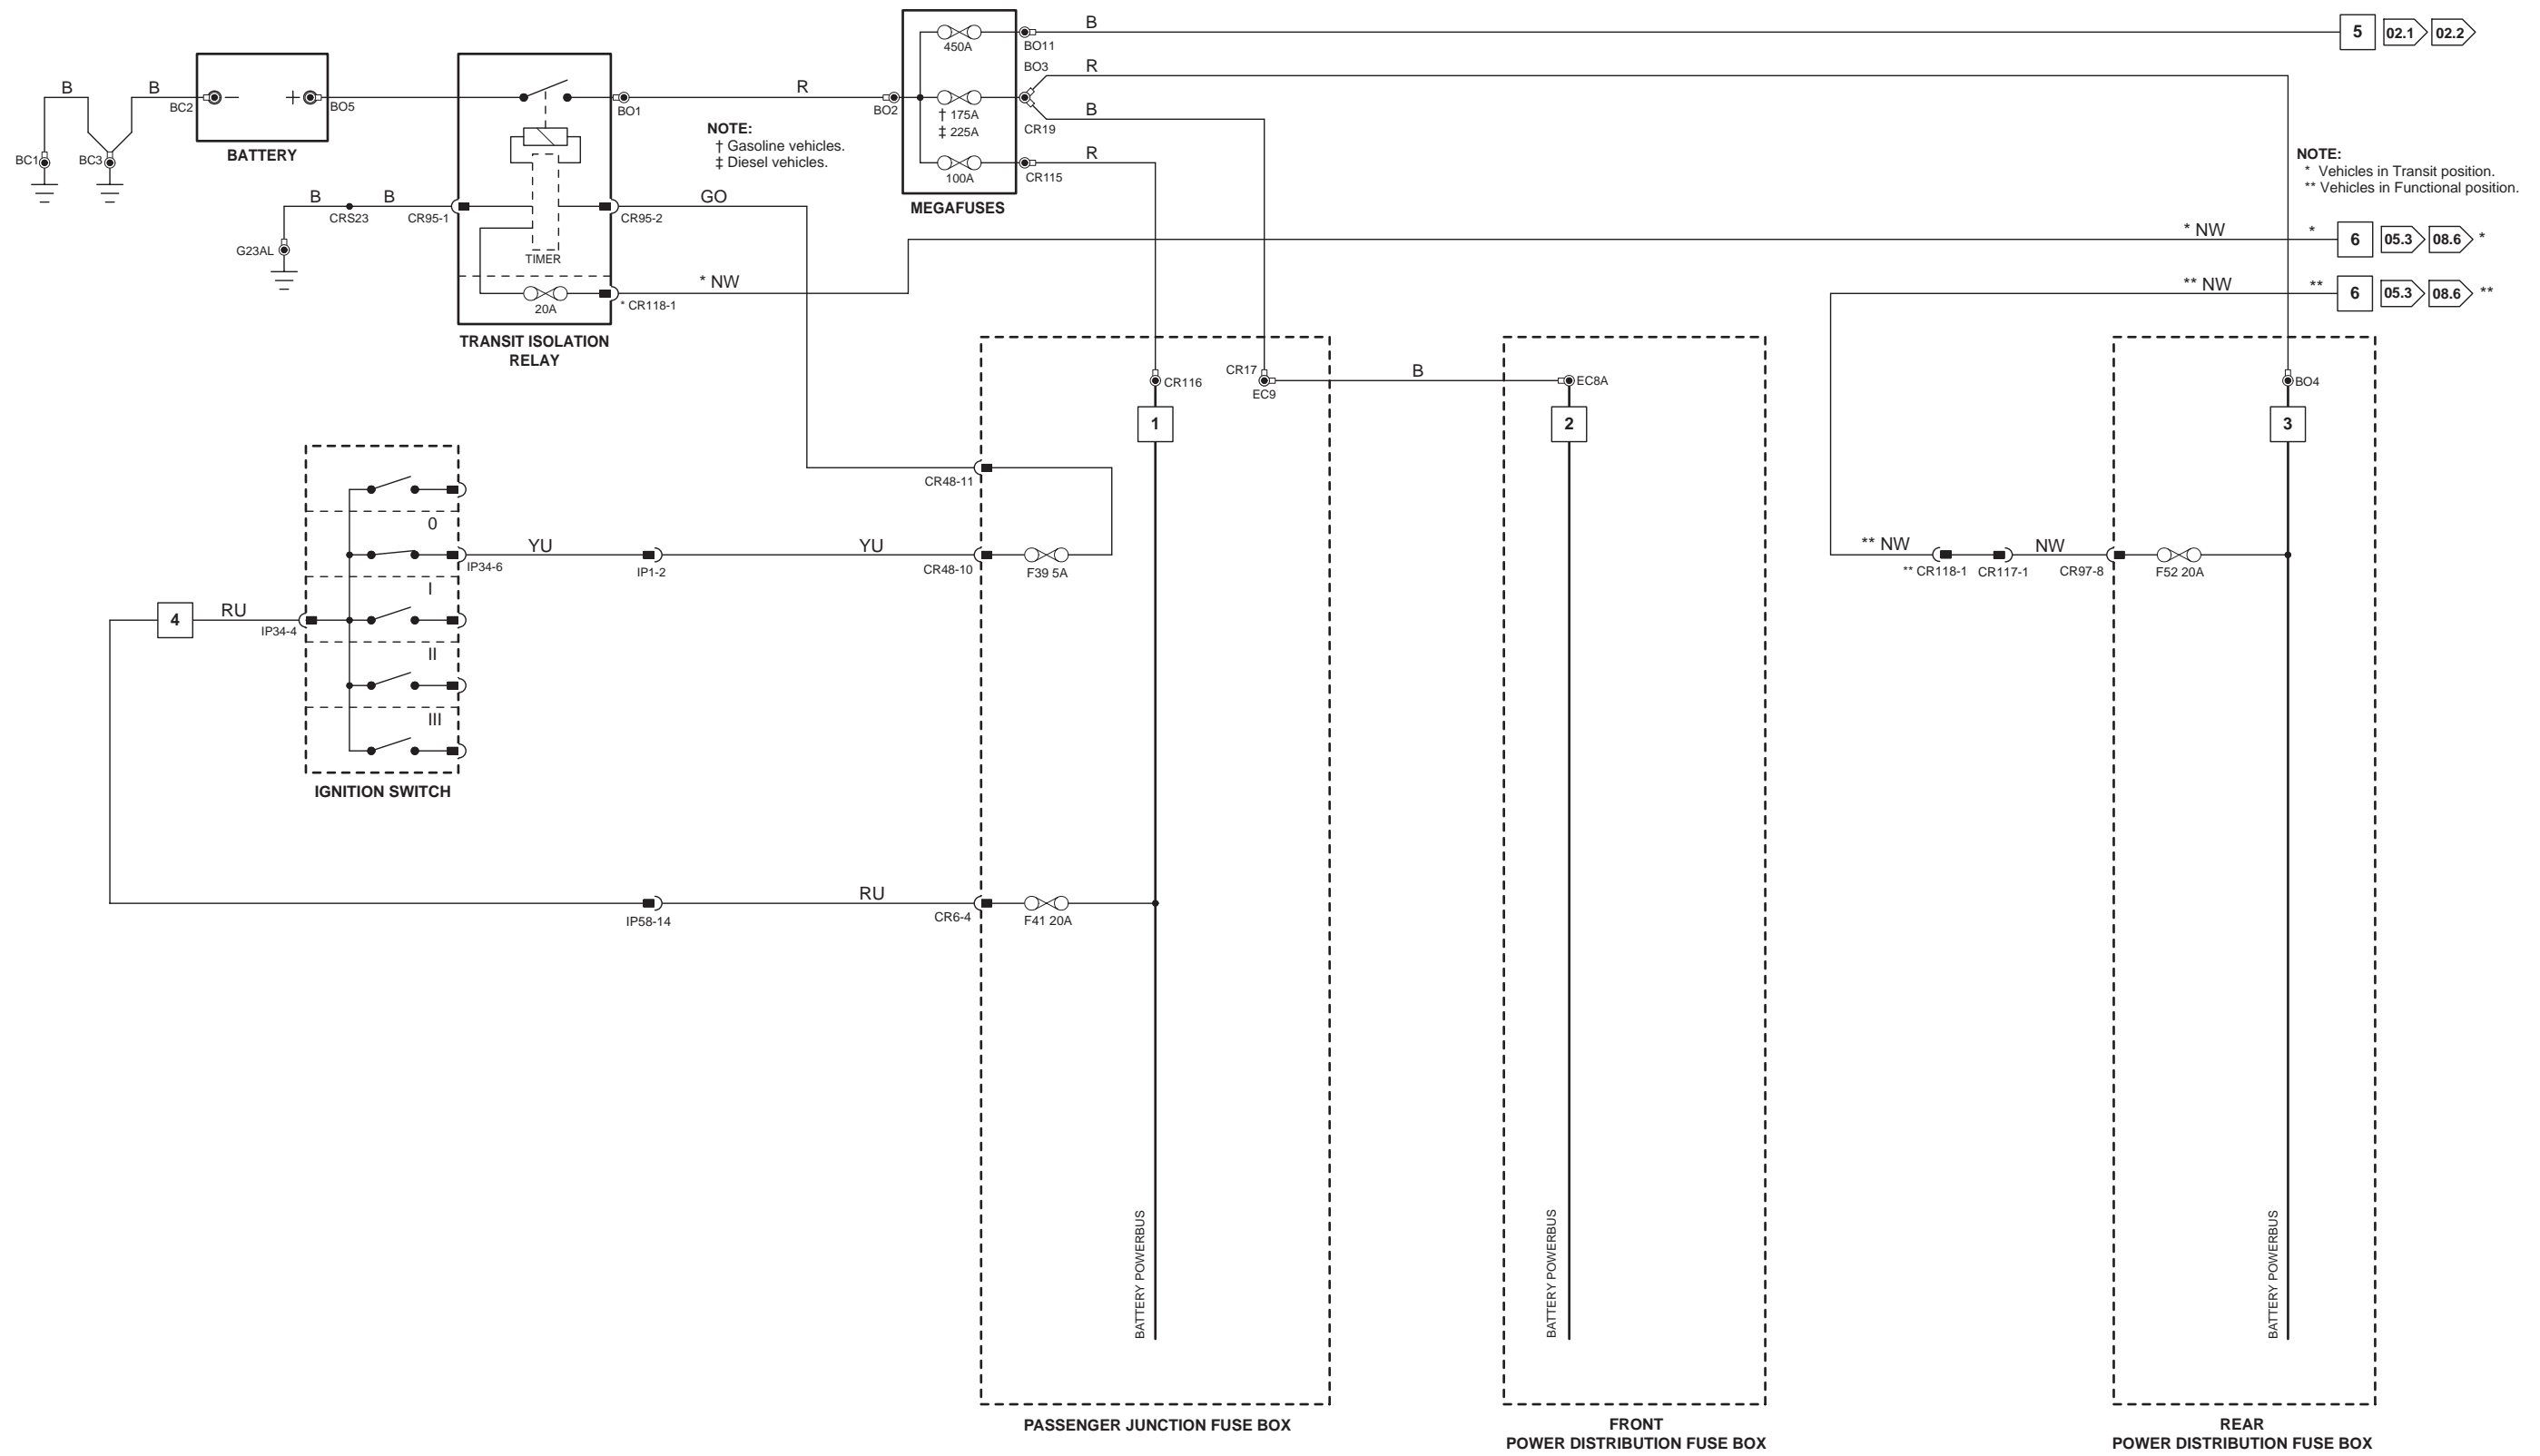 B
450A
BO11
5
02.1
02.2
BO3
R
B
B
BC2
—
+
BO5
BO1
R
BO2
† 175A
‡ 225A
B
CR19
BC1
BC3
BATTERY
NOTE:
† Gasoline vehicles.
‡ Diesel vehicles.
R
100A
CR115
MEGAFUSES
NOTE:
* Vehicles in Transit position.
** Vehicles in Functional position.
B
B
CRS23
CR95-1
CR95-2
GO
G23AL
TIMER
* NW
*
6
05.3
08.6
*
* NW
20A
* CR118-1
** NW
**
6
05.3
08.6
**
TRANSIT ISOLATION
RELAY
CR116
CR17
EC9
B
EC8A
BO4
1
2
3
CR48-11
0
IP34-6
YU
IP1-2
YU
CR48-10
F39 5A
** NW
** CR118-1
CR117-1
NW
CR97-8
F52 20A
I
4
RU
IP34-4
II
III
IGNITION SWITCH
IP58-14
RU
CR6-4
F41 20A
BATTERY POWERBUS
BATTERY POWERBUS
BATTERY POWERBUS
PASSENGER JUNCTION FUSE BOX
FRONT
POWER DISTRIBUTION FUSE BOX
REAR
POWER DISTRIBUTION FUSE BOX